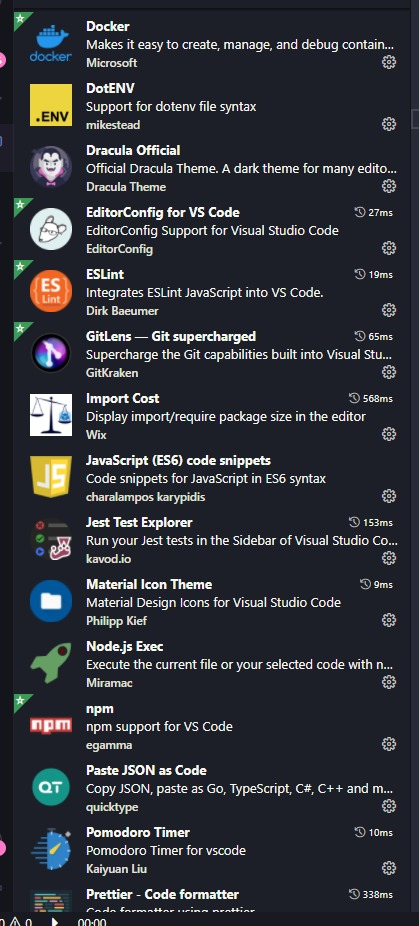 Docker
Makes it easy to create, manage, and debug contain...
docker
Microsoft
DotENV
Support for dotenv file syntax
.ENV
mikestead
Dracula Official
Official Dracula Theme. A dark theme for many edito...
Dracula Theme
EditorConfig for VS Code 27ms
EditorConfig Support for Visual Studio Code
EditorConfig
ESLint 19ms
ES
Lint
Integrates ESLint JavaScript into VS Code.
Dirk Baeumer
GitLens — Git supercharged 65ms
Supercharge the Git capabilities built into Visual Stu...
GitKraken
Import Cost 568ms
Display import/require package size in the editor
Wix
JavaScript (ES6) code snippets
JS
Code snippets for JavaScript in ES6 syntax
charalampos karypidis
Jest Test Explorer 153ms
Run your Jest tests in the Sidebar of Visual Studio Co...
kavod.io
Material Icon Theme 9ms
Material Design Icons for Visual Studio Code
Philipp Kief
Node.js Exec
Execute the current file or your selected code with n...
Miramac
npm
npm
npm support for VS Code
egamma
Paste JSON as Code
QT
Copy JSON, paste as Go, TypeScript, C#, C++ and m...
quicktype
Pomodoro Timer 10ms
Pomodoro Timer for vscode
Kaiyuan Liu
Prettier - Code formatter 338ms
Code formatter using prettier
0 0 00:00